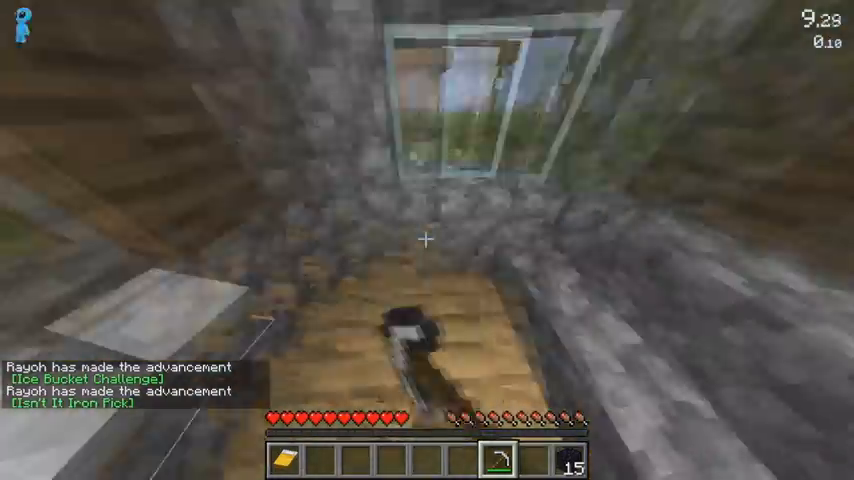 9.29
0.10
Rayoh has made the advancement
[Ice Bucket Challenge]
Rayoh has made the advancement
[Isn't It Iron Pick]
15